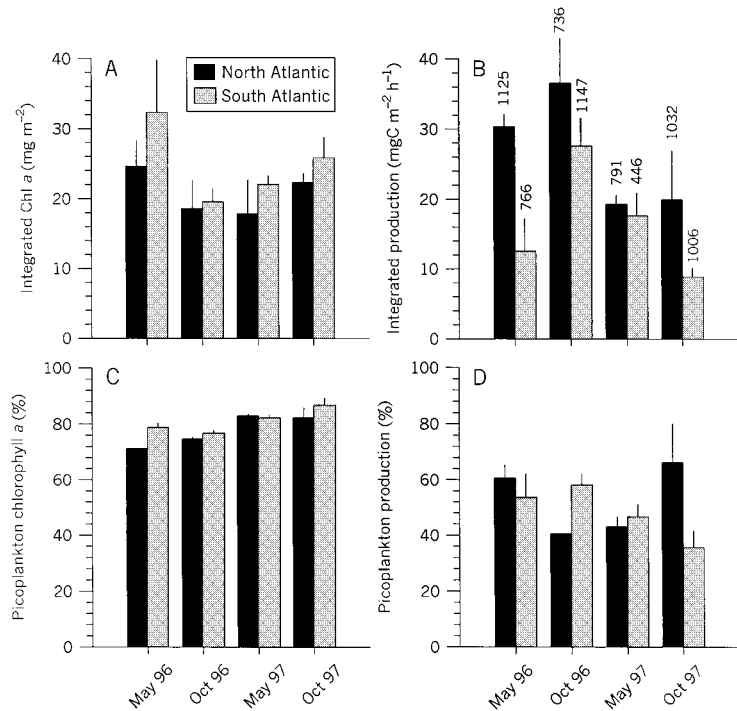 A
North Atlantic
South Atlantic
Integrated Chl a (mg m−2)
40
30
20
10
0
B
Integrated production (mgC m−2 h−1)
40
30
20
10
0
1125
766
736
1147
791
446
1032
1006
C
Picoplankton chlorophyll a (%)
100
80
60
40
20
0
May 96
Oct 96
May 97
Oct 97
D
Picoplankton production (%)
100
80
60
40
20
0
May 96
Oct 96
May 97
Oct 97